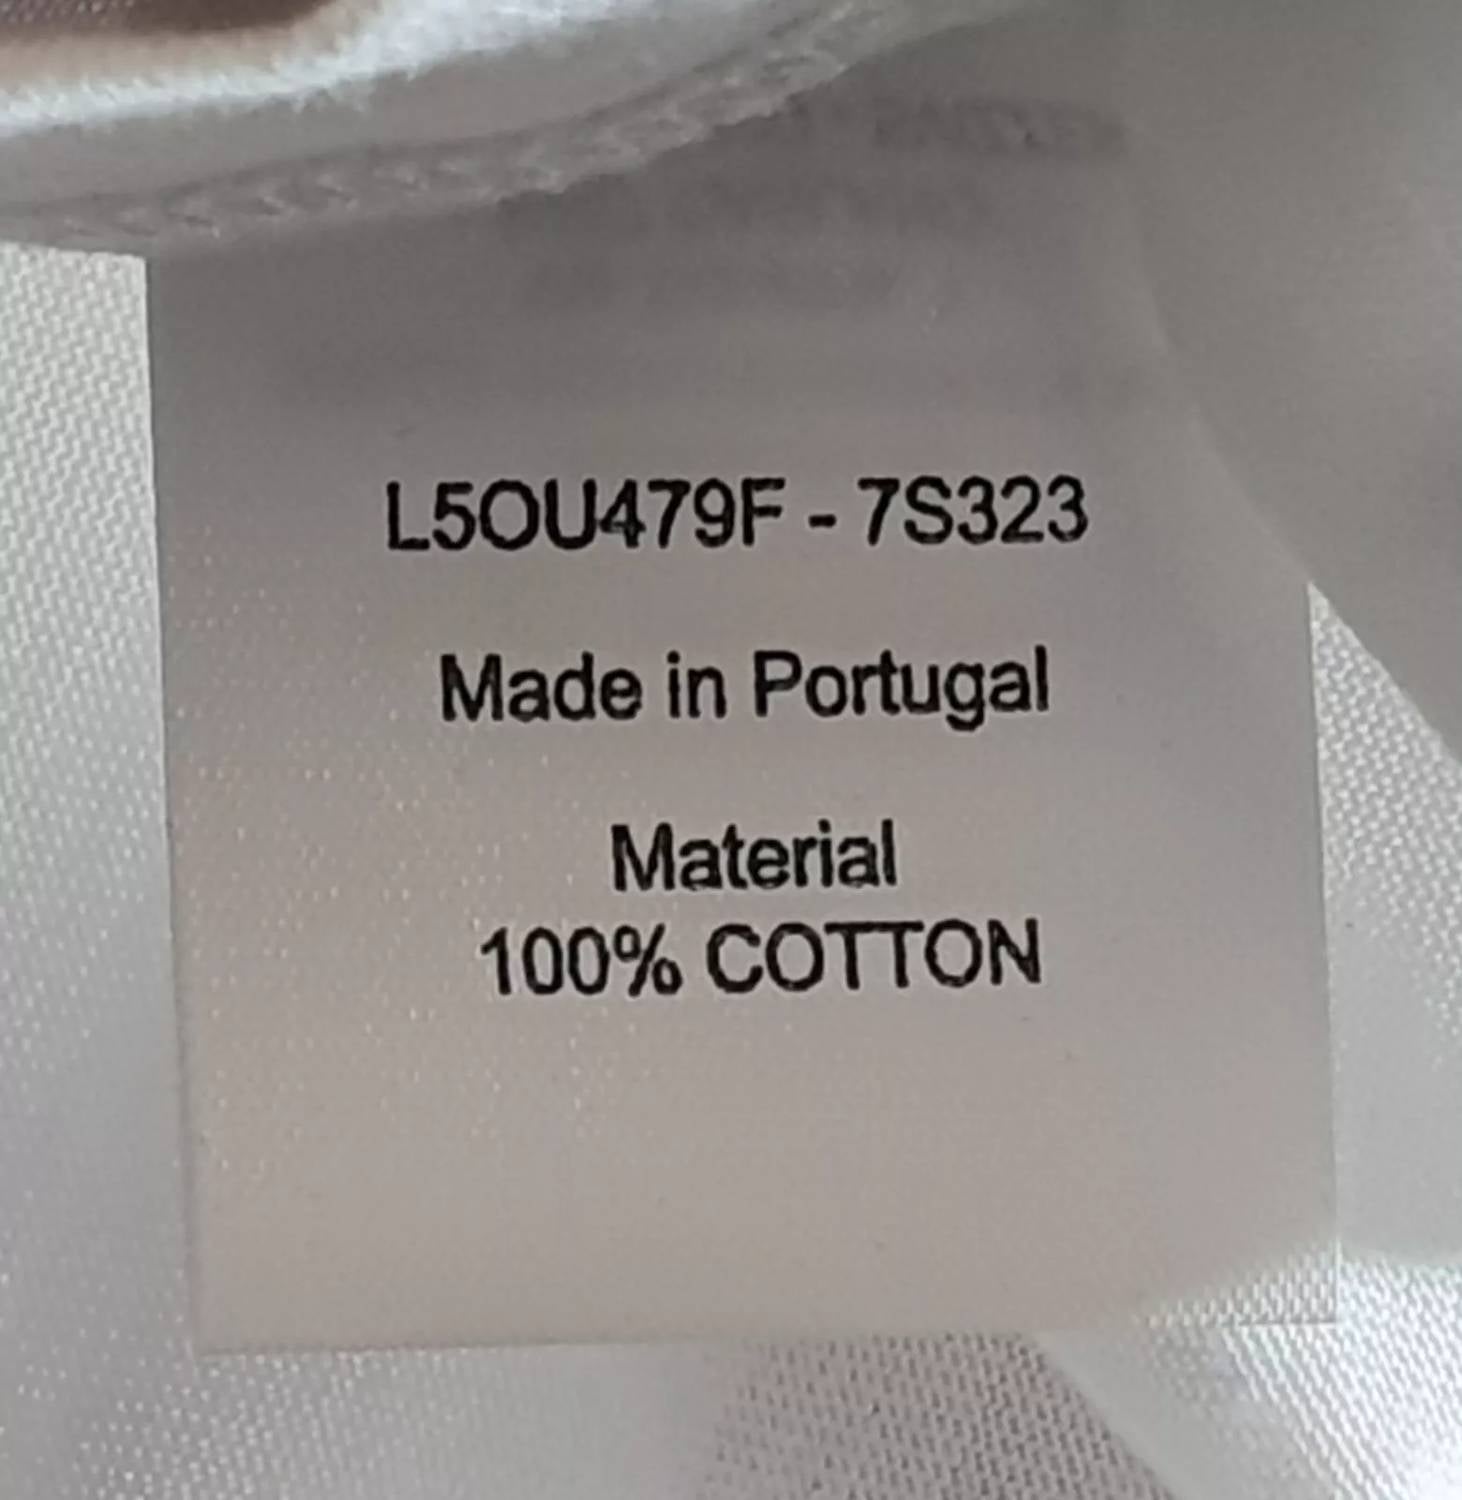 L5OU479F - 7S323
Made in Portugal
Material
100% COTTON